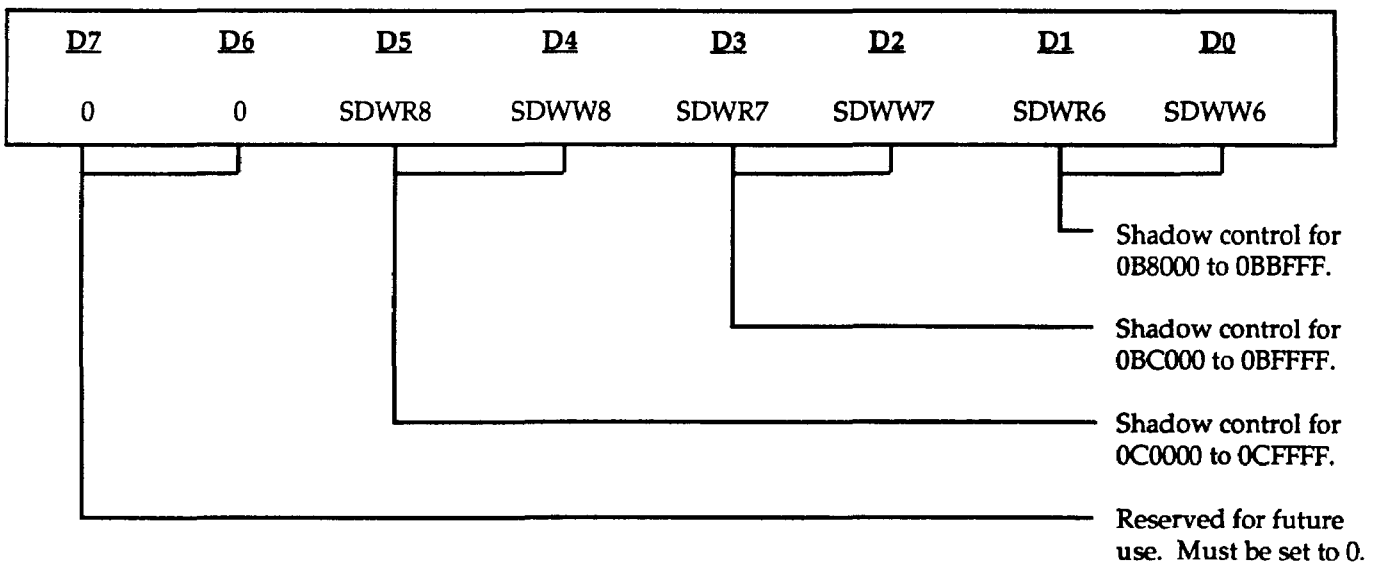 D7 D6 D5 D4 D3 D2 D1 D0
0 0 SDWR8 SDWW8 SDWR7 SDWW7 SDWR6 SDWW6
Shadow control for
0B8000 to 0BBFFF.
Shadow control for
0BC000 to 0BFFFF.
Shadow control for
0C0000 to 0CFFFF.
Reserved for future
use. Must be set to 0.